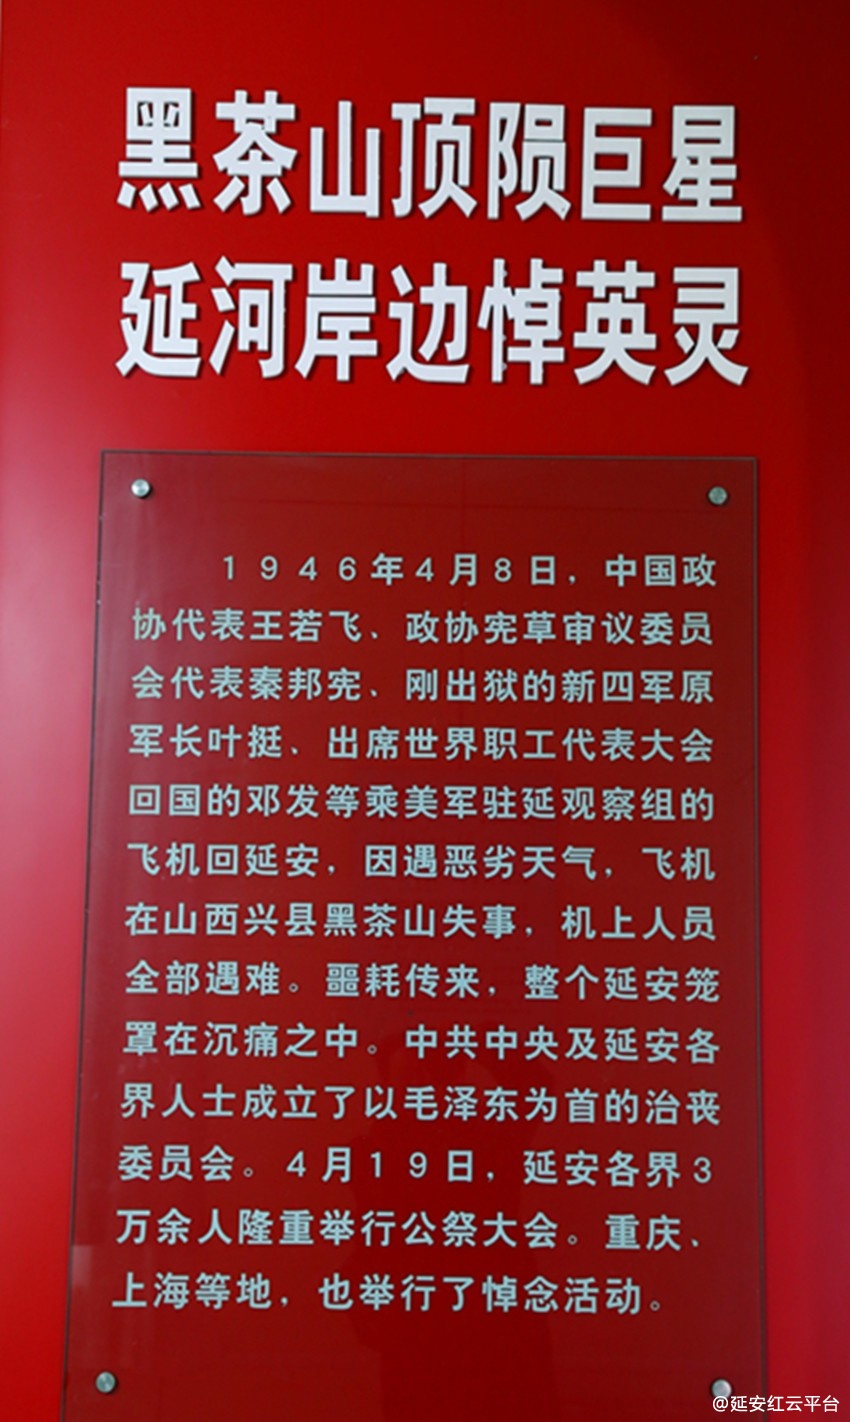 黑茶山顶陨巨星
延河岸边悼英灵
1946年4月8日，中国政
协代表王若飞、政协宪草审议委员
会代表秦邦宪、刚出狱的新四军原
军长叶挺、出席世界职工代表大会
回国的邓发等乘美军驻延观察组的
飞机回延安，因遇恶劣天气，飞机
在山西兴县黑茶山失事，机上人员
全部遇难。噩耗传来，整个延安笼
罩在沉痛之中。中共中央及延安各
界人士成立了以毛泽东为首的治丧
委员会。4月19日，延安各界3
万余人隆重举行公祭大会。重庆、
上海等地，也举行了悼念活动。
@延安红云平台